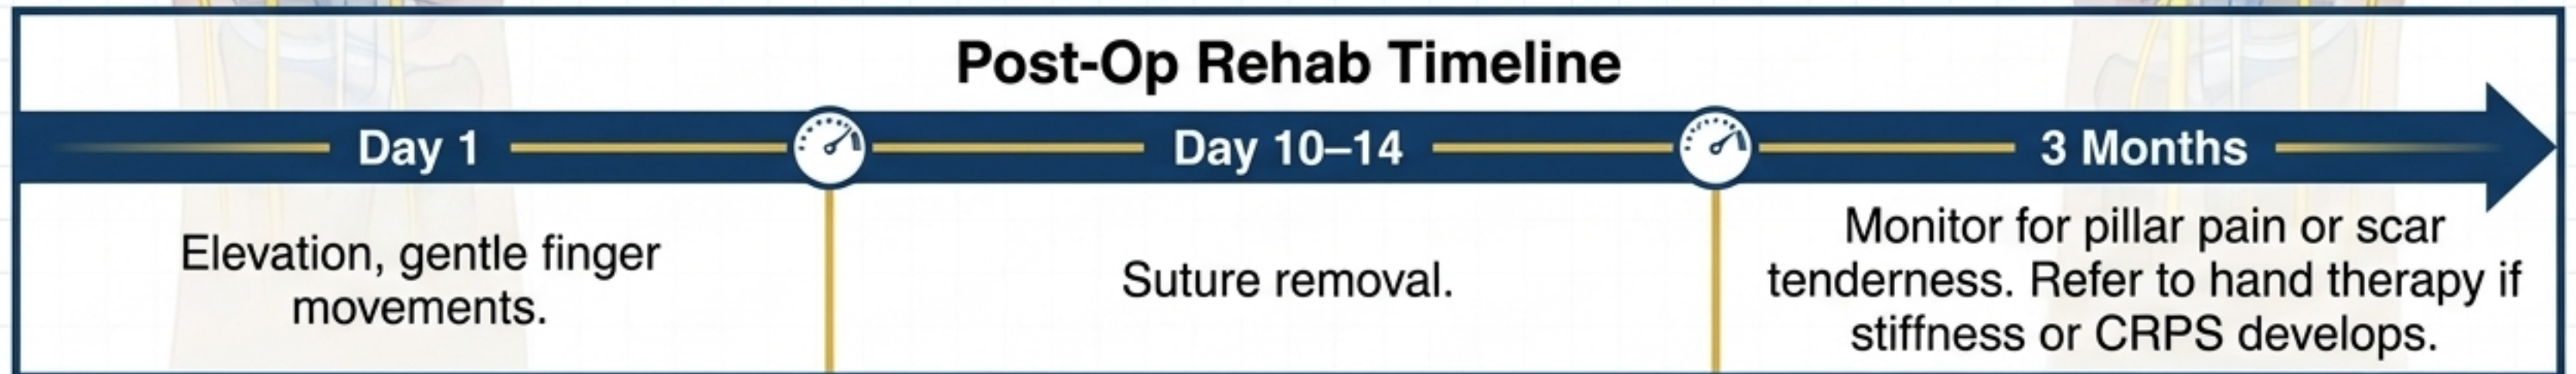 Post-Op Rehab Timeline
Day 1
Day 10–14
3 Months
Elevation, gentle finger
movements.
Suture removal.
Monitor for pillar pain or scar
tenderness. Refer to hand therapy if
stiffness or CRPS develops.